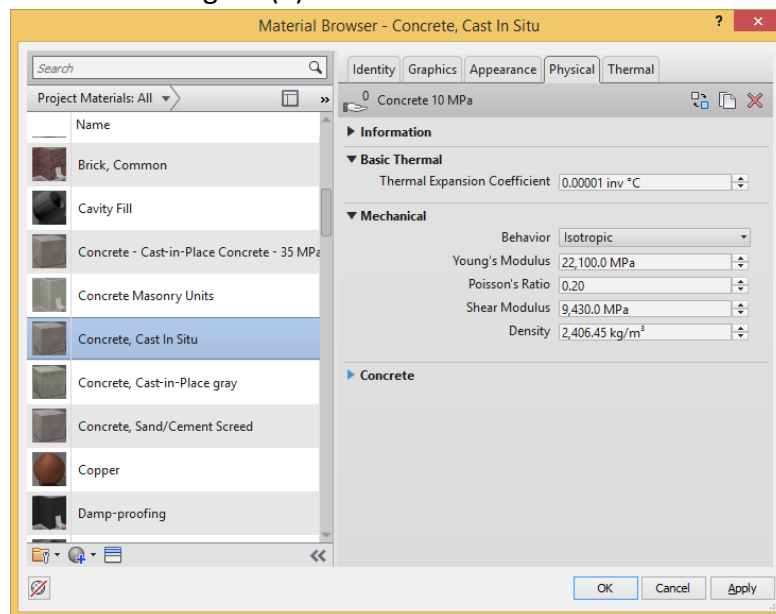 Material Browser - Concrete, Cast In Situ
?
Search
Project Materials: All
»
Name
Brick, Common
Cavity Fill
Concrete - Cast-in-Place Concrete - 35 MPa
Concrete Masonry Units
Concrete, Cast In Situ
Concrete, Cast-in-Place gray
Concrete, Sand/Cement Screed
Copper
Damp-proofing
Identity Graphics Appearance Physical Thermal
0 Concrete 10 MPa
Information
Basic Thermal
Thermal Expansion Coefficient 0.00001 inv °C
Mechanical
Behavior Isotropic
Young's Modulus 22,100.0 MPa
Poisson's Ratio 0.20
Shear Modulus 9,430.0 MPa
Density 2,406.45 kg/m³
Concrete
OK Cancel Apply